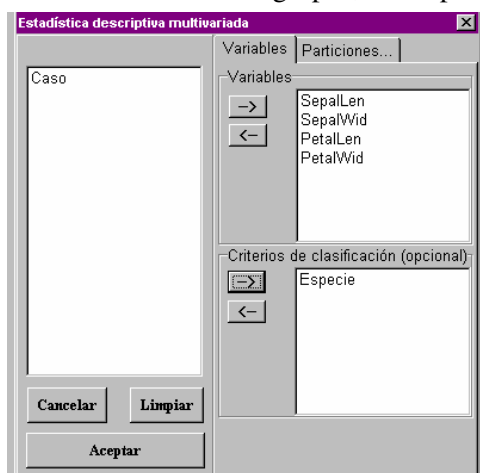 Estadística descriptiva multivariada
Caso
Cancelar
Limpiar
Aceptar
Variables
Particiones...
Variables
–>
<–
SepalLen
SepalWid
PetalLen
PetalWid
Criterios de clasificación (opcional)
–>
<–
Especie